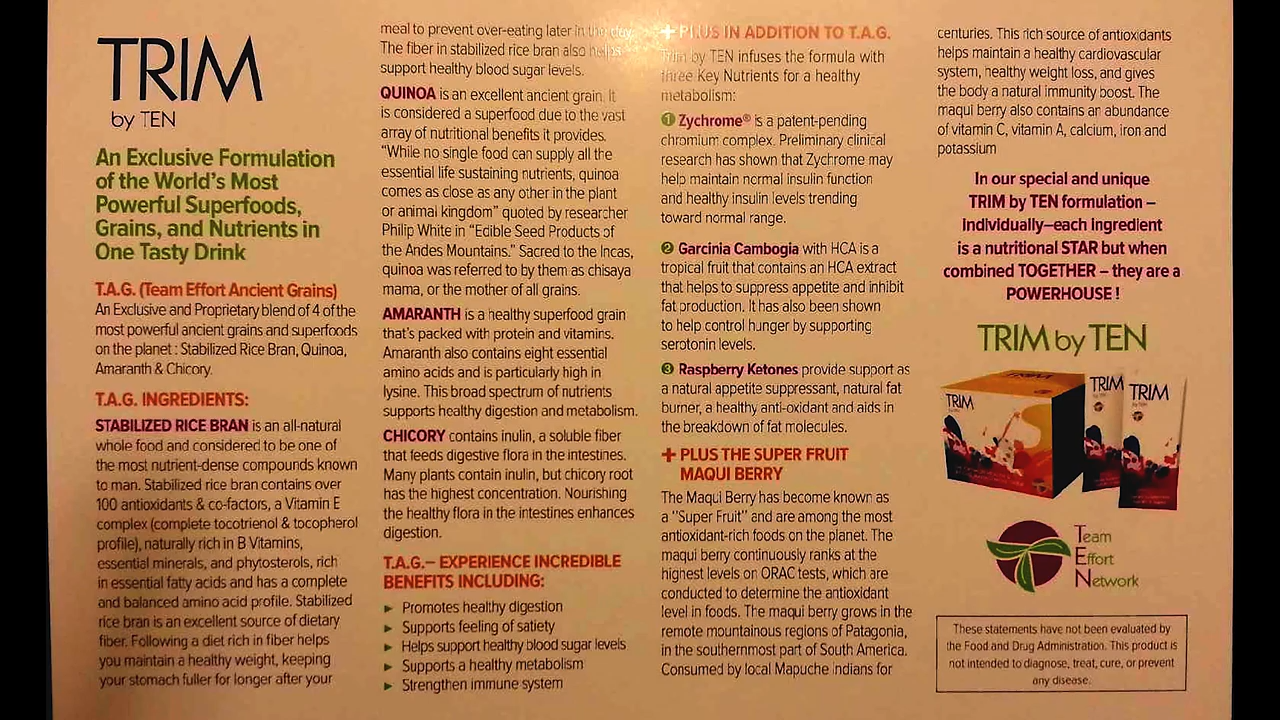 TRIM
by TEN
An Exclusive Formulation
of the World's Most
Powerful Superfoods,
Grains, and Nutrients in
One Tasty Drink
T.A.G. (Team Effort Ancient Grains)
An Exclusive and Proprietary blend of 4 of the
most powerful ancient grains and superfoods
on the planet : Stabilized Rice Bran, Quinoa,
Amaranth & Chicory.
T.A.G. INGREDIENTS:
STABILIZED RICE BRAN is an all-natural
whole food and considered to be one of
the most nutrient-dense compounds known
to man. Stabilized rice bran contains over
100 antioxidants & co-factors, a Vitamin E
complex (complete tocotrienol & tocopherol
profile), naturally rich in B Vitamins,
essential minerals, and phytosterols, rich
in essential fatty acids and has a complete
and balanced amino acid profile. Stabilized
rice bran is an excellent source of dietary
fiber. Following a diet rich in fiber helps
you maintain a healthy weight, keeping
your stomach fuller for longer after your
meal to prevent over-eating later in the day.
The fiber in stabilized rice bran also helps
support healthy blood sugar levels.
QUINOA is an excellent ancient grain. It
is considered a superfood due to the vast
array of nutritional benefits it provides.
"While no single food can supply all the
essential life sustaining nutrients, quinoa
comes as close as any other in the plant
or animal kingdom" quoted by researcher
Philip White in "Edible Seed Products of
the Andes Mountains." Sacred to the Incas,
quinoa was referred to by them as chisaya
mama, or the mother of all grains.
AMARANTH is a healthy superfood grain
that's packed with protein and vitamins.
Amaranth also contains eight essential
amino acids and is particularly high in
lysine. This broad spectrum of nutrients
supports healthy digestion and metabolism.
CHICORY contains inulin, a soluble fiber
that feeds digestive flora in the intestines.
Many plants contain inulin, but chicory root
has the highest concentration. Nourishing
the healthy flora in the intestines enhances
digestion.
T.A.G.– EXPERIENCE INCREDIBLE
BENEFITS INCLUDING:
► Promotes healthy digestion
► Supports feeling of satiety
► Helps support healthy blood sugar levels
► Supports a healthy metabolism
► Strengthen immune system
+ PLUS IN ADDITION TO T.A.G.
Trim by TEN infuses the formula with
three Key Nutrients for a healthy
metabolism:
1 Zychrome® is a patent-pending
chromium complex. Preliminary clinical
research has shown that Zychrome may
help maintain normal insulin function
and healthy insulin levels trending
toward normal range.
2 Garcinia Cambogia with HCA is a
tropical fruit that contains an HCA extract
that helps to suppress appetite and inhibit
fat production. It has also been shown
to help control hunger by supporting
serotonin levels.
3 Raspberry Ketones provide support as
a natural appetite suppressant, natural fat
burner, a healthy anti-oxidant and aids in
the breakdown of fat molecules.
+ PLUS THE SUPER FRUIT
MAQUI BERRY
The Maqui Berry has become known as
a "Super Fruit" and are among the most
antioxidant-rich foods on the planet. The
maqui berry continuously ranks at the
highest levels on ORAC tests, which are
conducted to determine the antioxidant
level in foods. The maqui berry grows in the
remote mountainous regions of Patagonia,
in the southernmost part of South America.
Consumed by local Mapuche Indians for
centuries. This rich source of antioxidants
helps maintain a healthy cardiovascular
system, healthy weight loss, and gives
the body a natural immunity boost. The
maqui berry also contains an abundance
of vitamin C, vitamin A, calcium, iron and
potassium
In our special and unique
TRIM by TEN formulation –
individually—each ingredient
is a nutritional STAR but when
combined TOGETHER – they are a
POWERHOUSE !
TRIM by TEN
TRIM
TRIM
TRIM
by TEN
TRIM
by TEN
Team
Effort
Network
These statements have not been evaluated by
the Food and Drug Administration. This product is
not intended to diagnose, treat, cure, or prevent
any disease.